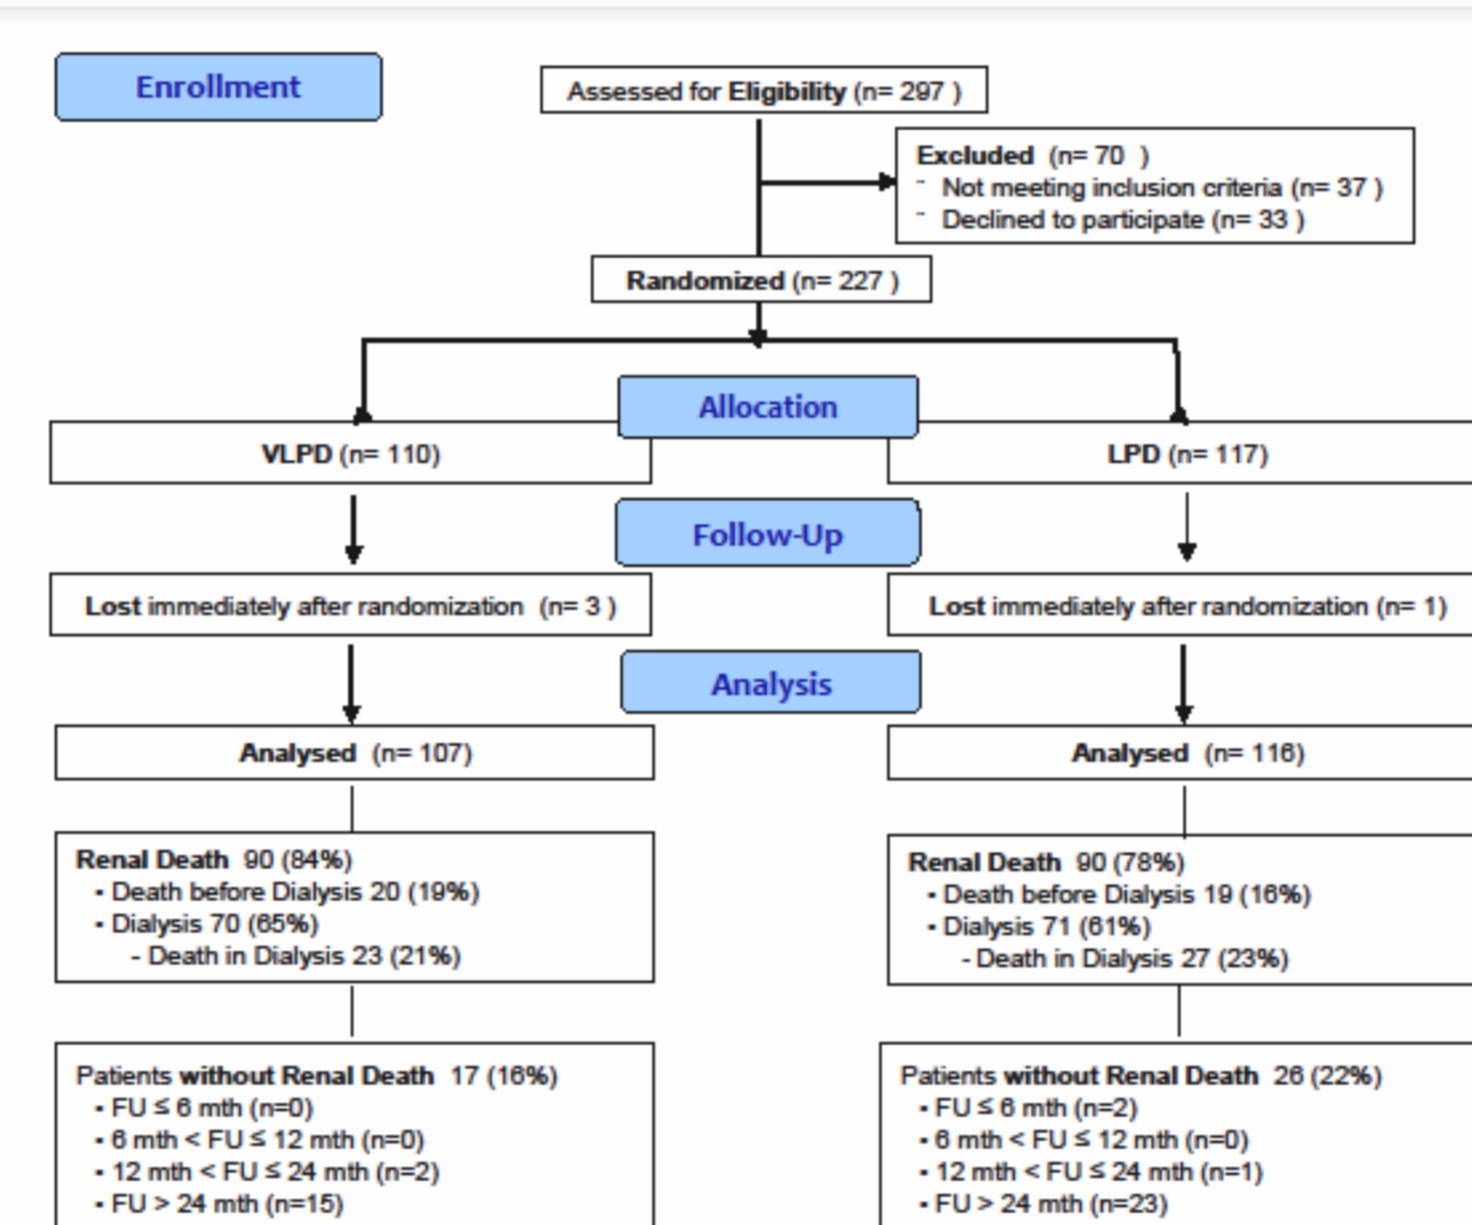 Enrollment
Assessed for Eligibility (n= 297 )
Excluded (n= 70 )
- Not meeting inclusion criteria (n= 37 )
- Declined to participate (n= 33 )
Randomized (n= 227 )
Allocation
VLPD (n= 110)
LPD (n= 117)
Follow-Up
Lost immediately after randomization (n= 3 )
Lost immediately after randomization (n= 1)
Analysis
Analysed (n= 107)
Analysed (n= 116)
Renal Death 90 (84%)
▪ Death before Dialysis 20 (19%)
▪ Dialysis 70 (65%)
- Death in Dialysis 23 (21%)
Renal Death 90 (78%)
▪ Death before Dialysis 19 (16%)
▪ Dialysis 71 (61%)
- Death in Dialysis 27 (23%)
Patients without Renal Death 17 (16%)
▪ FU ≤ 6 mth (n=0)
▪ 6 mth < FU ≤ 12 mth (n=0)
▪ 12 mth < FU ≤ 24 mth (n=2)
▪ FU > 24 mth (n=15)
Patients without Renal Death 26 (22%)
▪ FU ≤ 6 mth (n=2)
▪ 6 mth < FU ≤ 12 mth (n=0)
▪ 12 mth < FU ≤ 24 mth (n=1)
▪ FU > 24 mth (n=23)